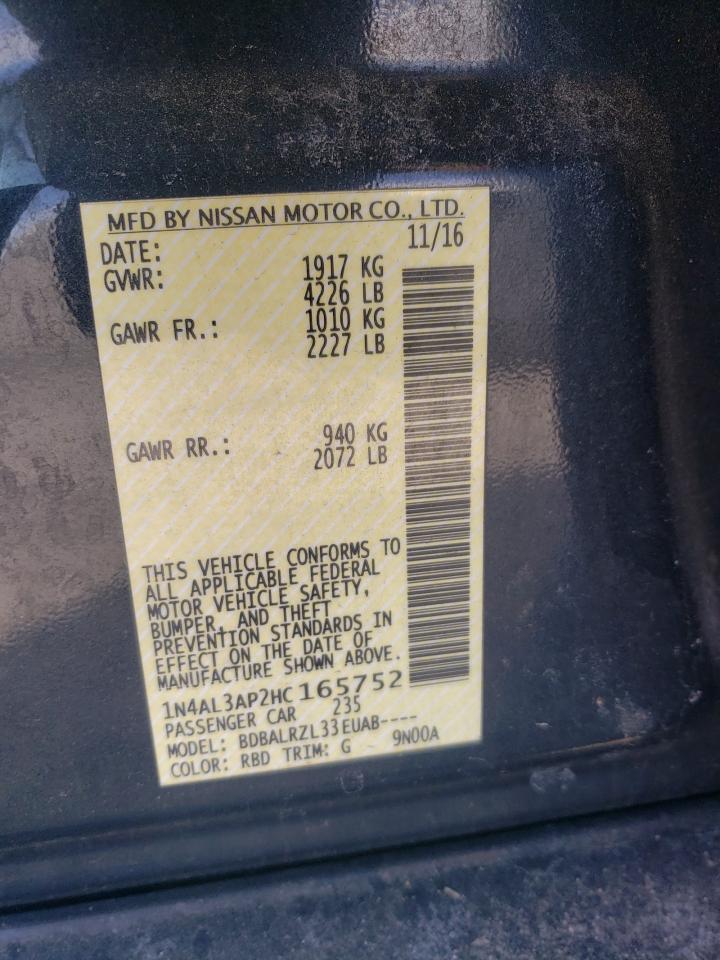 MFD BY NISSAN MOTOR CO., LTD.
DATE: 11/16
GVWR: 1917 KG
4226 LB
GAWR FR.: 1010 KG
2227 LB
GAWR RR.: 940 KG
2072 LB
THIS VEHICLE CONFORMS TO
ALL APPLICABLE FEDERAL
MOTOR VEHICLE SAFETY,
BUMPER, AND THEFT
PREVENTION STANDARDS IN
EFFECT ON THE DATE OF
MANUFACTURE SHOWN ABOVE.
1N4AL3AP2HC165752
PASSENGER CAR 235
MODEL: BDBALRZL33EUAB----
COLOR: RBD TRIM: G 9N00A